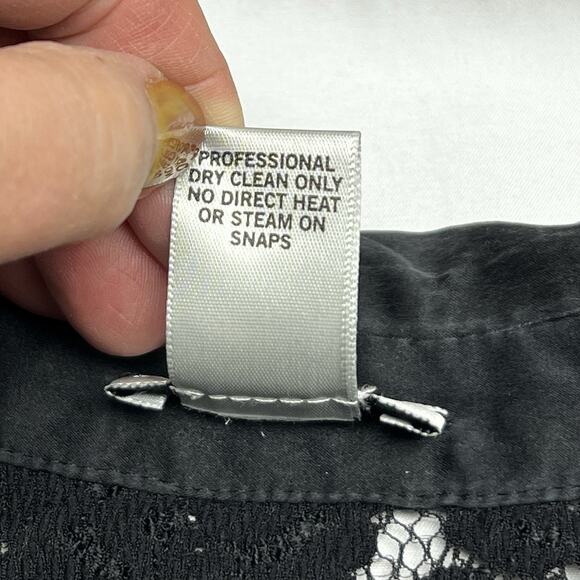 PROFESSIONAL
DRY CLEAN ONLY
NO DIRECT HEAT
OR STEAM ON
SNAPS